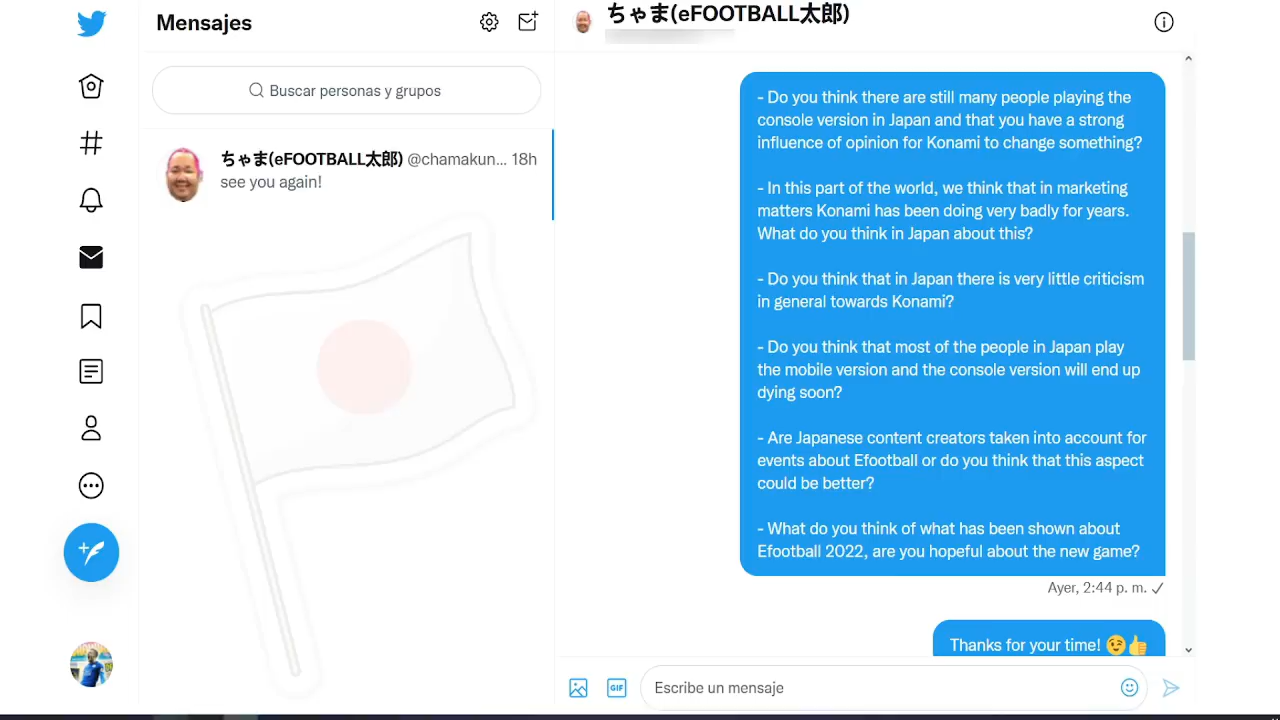 Mensajes
Buscar personas y grupos
ちゃま(eFOOTBALL太郎) @chamakun... 18h
see you again!
ちゃま(eFOOTBALL太郎)
- Do you think there are still many people playing the
console version in Japan and that you have a strong
influence of opinion for Konami to change something?
- In this part of the world, we think that in marketing
matters Konami has been doing very badly for years.
What do you think in Japan about this?
- Do you think that in Japan there is very little criticism
in general towards Konami?
- Do you think that most of the people in Japan play
the mobile version and the console version will end up
dying soon?
- Are Japanese content creators taken into account for
events about Efootball or do you think that this aspect
could be better?
- What do you think of what has been shown about
Efootball 2022, are you hopeful about the new game?
Ayer, 2:44 p. m.
Thanks for your time! 😉👍
GIF
Escribe un mensaje